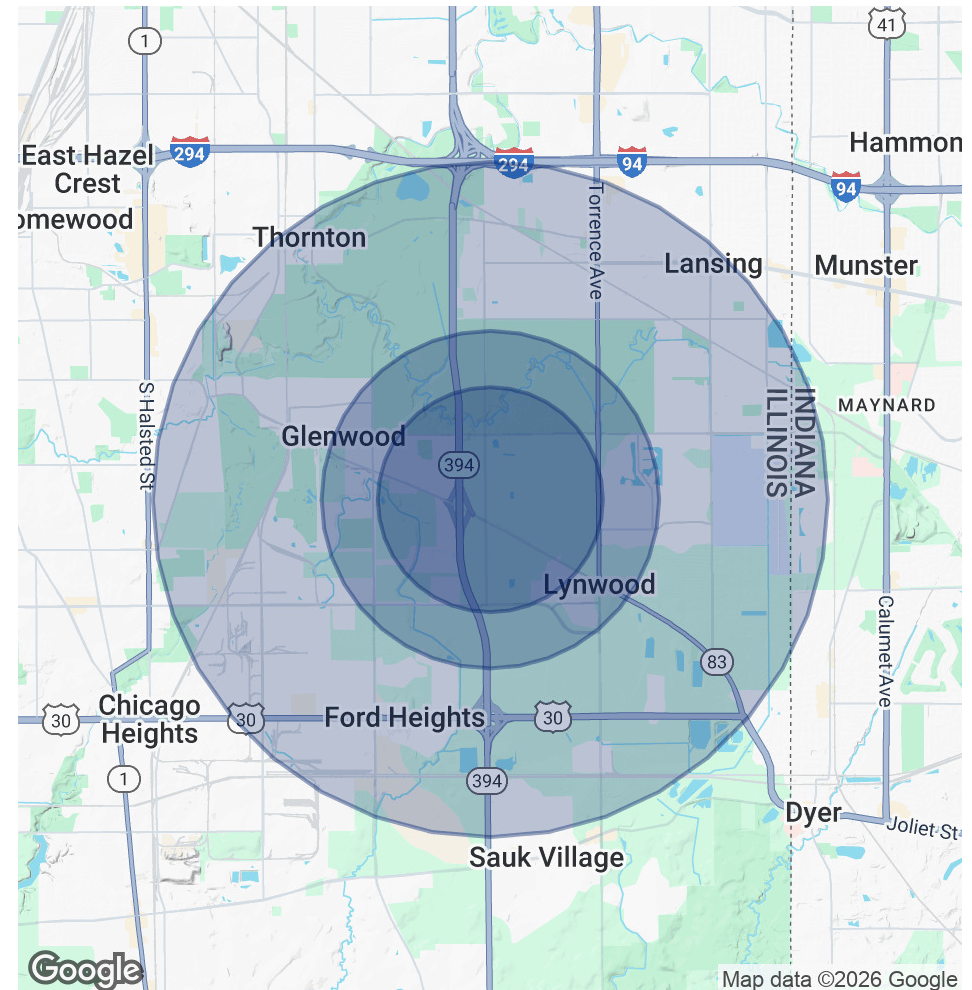 1
41
Hammon
East Hazel
Crest
294
294
94
94
omewood
Thornton
Torrence Ave
Lansing
Munster
S Halsted St
INDIANA
ILLINOIS
MAYNARD
Glenwood
394
Lynwood
Calumet Ave
83
Chicago
Heights
30
30
Ford Heights
30
1
394
Dyer
Joliet St
Sauk Village
Google
Map data ©2026 Google